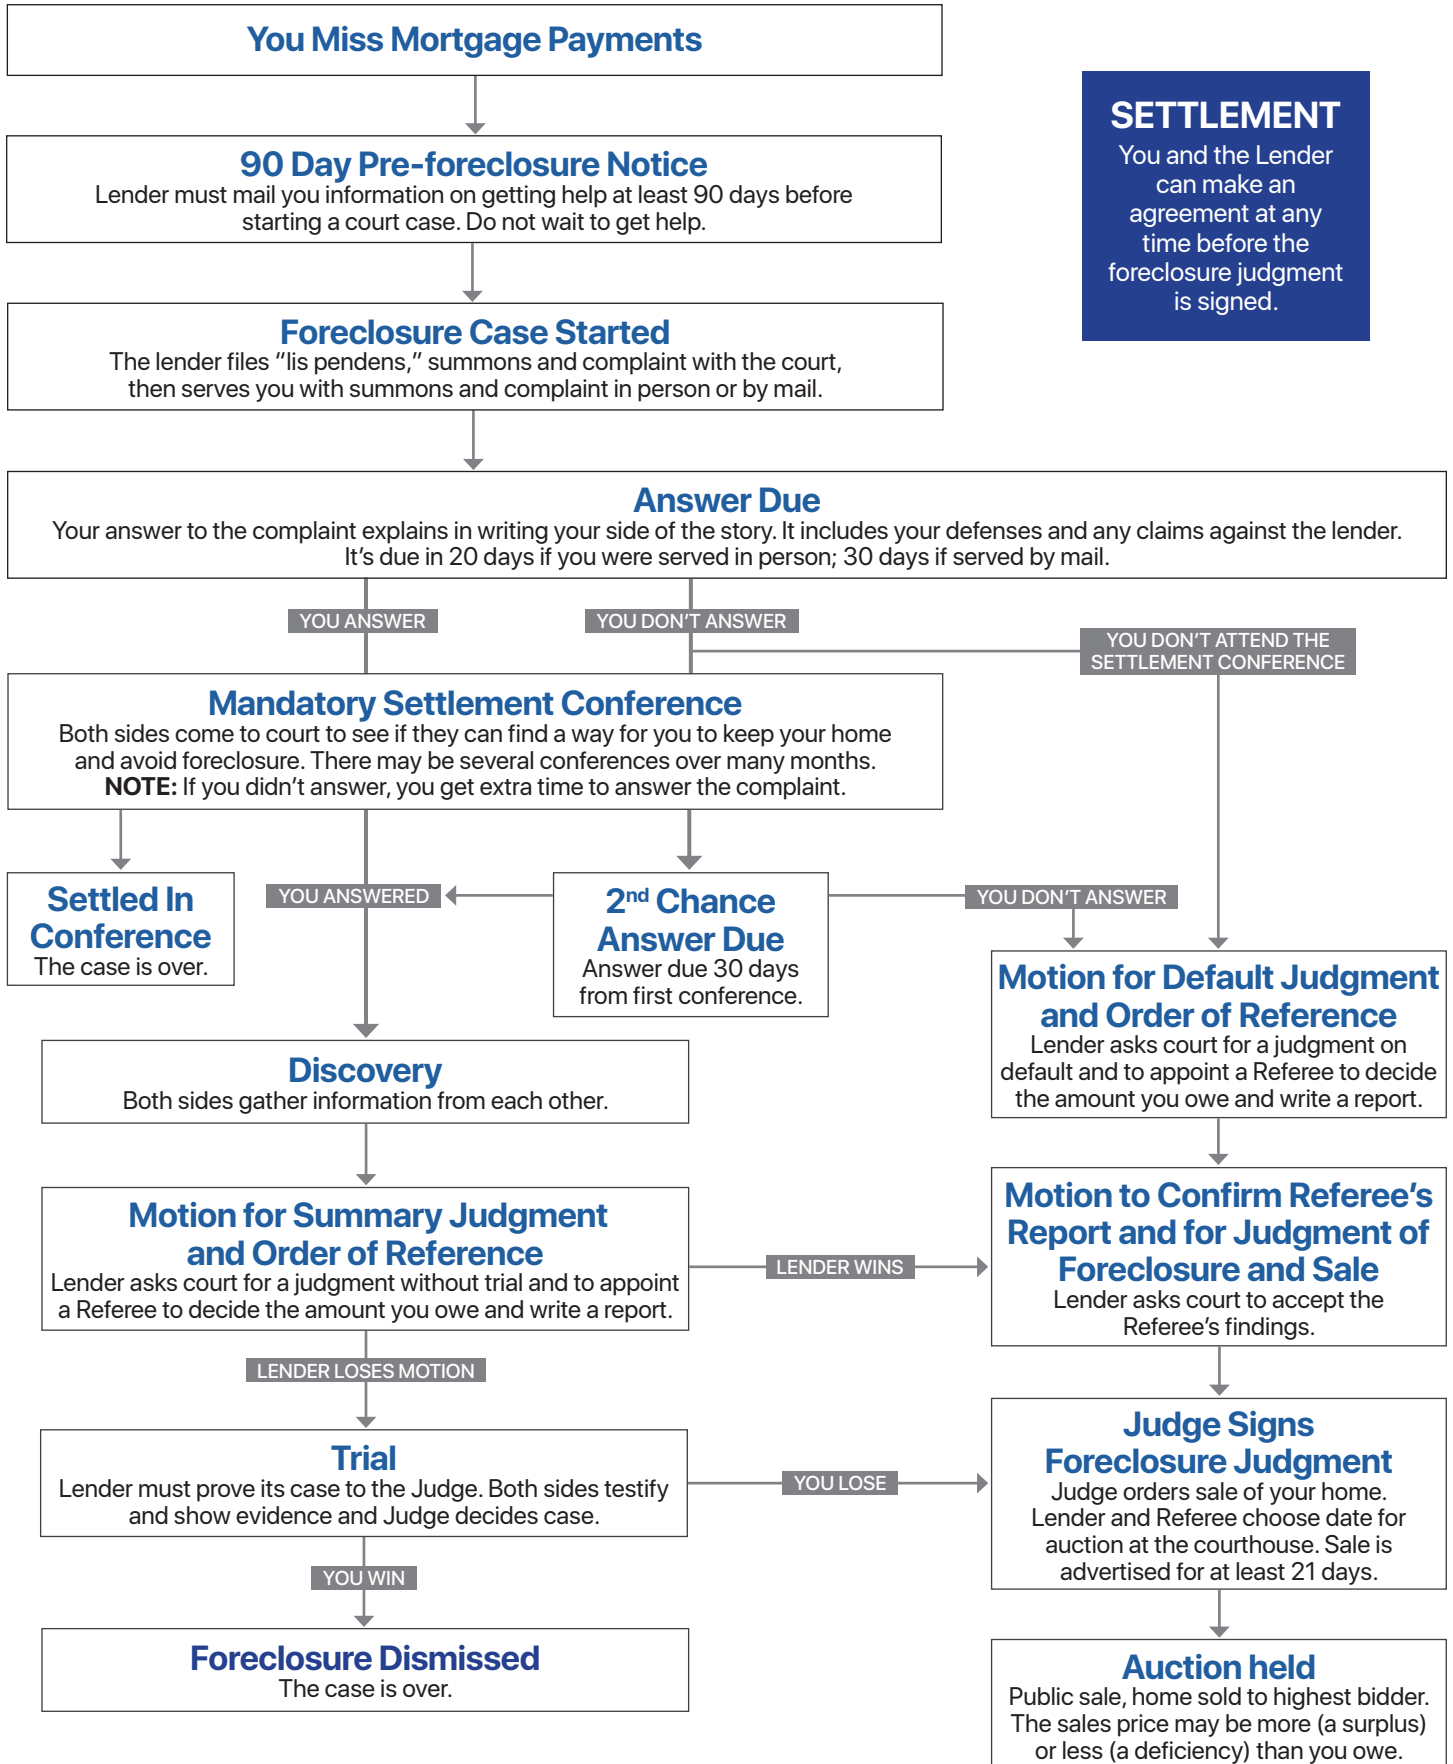 You Miss Mortgage Payments
SETTLEMENT
You and the Lender
can make an
agreement at any
time before the
foreclosure judgment
is signed.
90 Day Pre-foreclosure Notice
Lender must mail you information on getting help at least 90 days before
starting a court case. Do not wait to get help.
Foreclosure Case Started
The lender files "lis pendens," summons and complaint with the court,
then serves you with summons and complaint in person or by mail.
Answer Due
Your answer to the complaint explains in writing your side of the story. It includes your defenses and any claims against the lender.
It's due in 20 days if you were served in person; 30 days if served by mail.
YOU ANSWER
YOU DON'T ANSWER
YOU DON'T ATTEND THE
SETTLEMENT CONFERENCE
Mandatory Settlement Conference
Both sides come to court to see if they can find a way for you to keep your home
and avoid foreclosure. There may be several conferences over many months.
NOTE: If you didn't answer, you get extra time to answer the complaint.
Settled In
Conference
The case is over.
YOU ANSWERED
2nd Chance
Answer Due
Answer due 30 days
from first conference.
YOU DON'T ANSWER
Motion for Default Judgment
and Order of Reference
Lender asks court for a judgment on
default and to appoint a Referee to decide
the amount you owe and write a report.
Discovery
Both sides gather information from each other.
Motion for Summary Judgment
and Order of Reference
Lender asks court for a judgment without trial and to appoint
a Referee to decide the amount you owe and write a report.
LENDER WINS
Motion to Confirm Referee's
Report and for Judgment of
Foreclosure and Sale
Lender asks court to accept the
Referee's findings.
LENDER LOSES MOTION
Trial
Lender must prove its case to the Judge. Both sides testify
and show evidence and Judge decides case.
YOU LOSE
Judge Signs
Foreclosure Judgment
Judge orders sale of your home.
Lender and Referee choose date for
auction at the courthouse. Sale is
advertised for at least 21 days.
YOU WIN
Foreclosure Dismissed
The case is over.
Auction held
Public sale, home sold to highest bidder.
The sales price may be more (a surplus)
or less (a deficiency) than you owe.